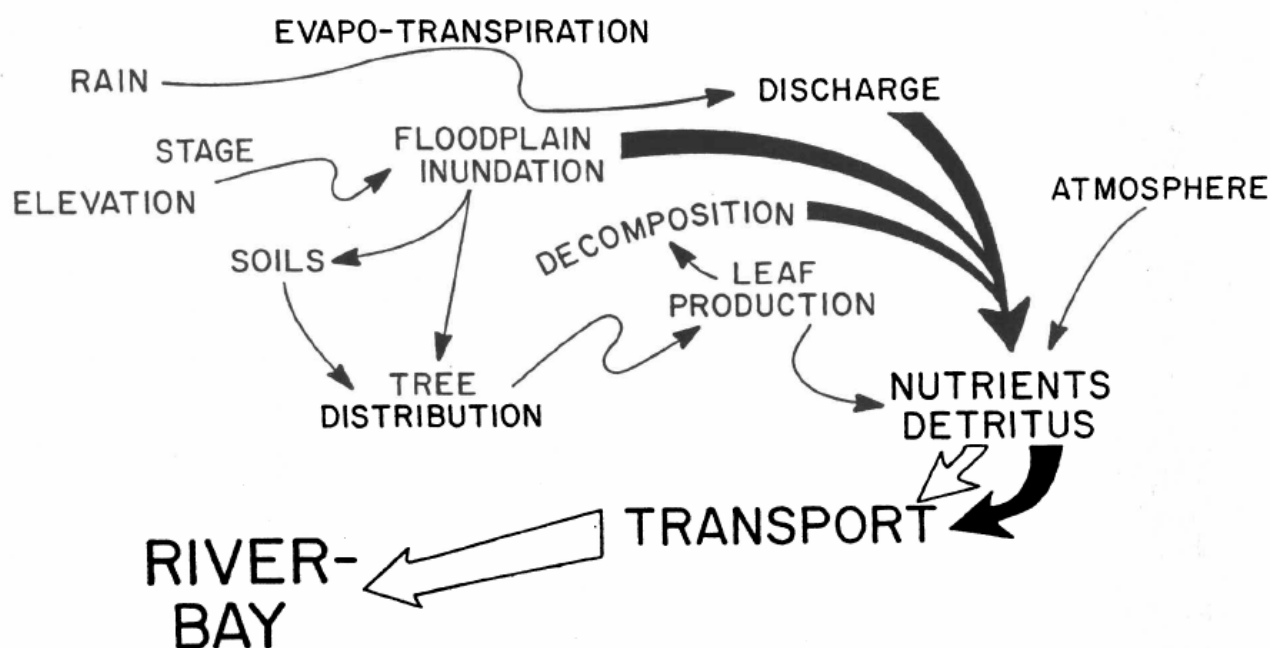 EVAPO-TRANSPIRATION
RAIN
DISCHARGE
STAGE
FLOODPLAIN
INUNDATION
ELEVATION
ATMOSPHERE
DECOMPOSITION
SOILS
LEAF
PRODUCTION
TREE
DISTRIBUTION
NUTRIENTS
DETRITUS
TRANSPORT
RIVER-
BAY